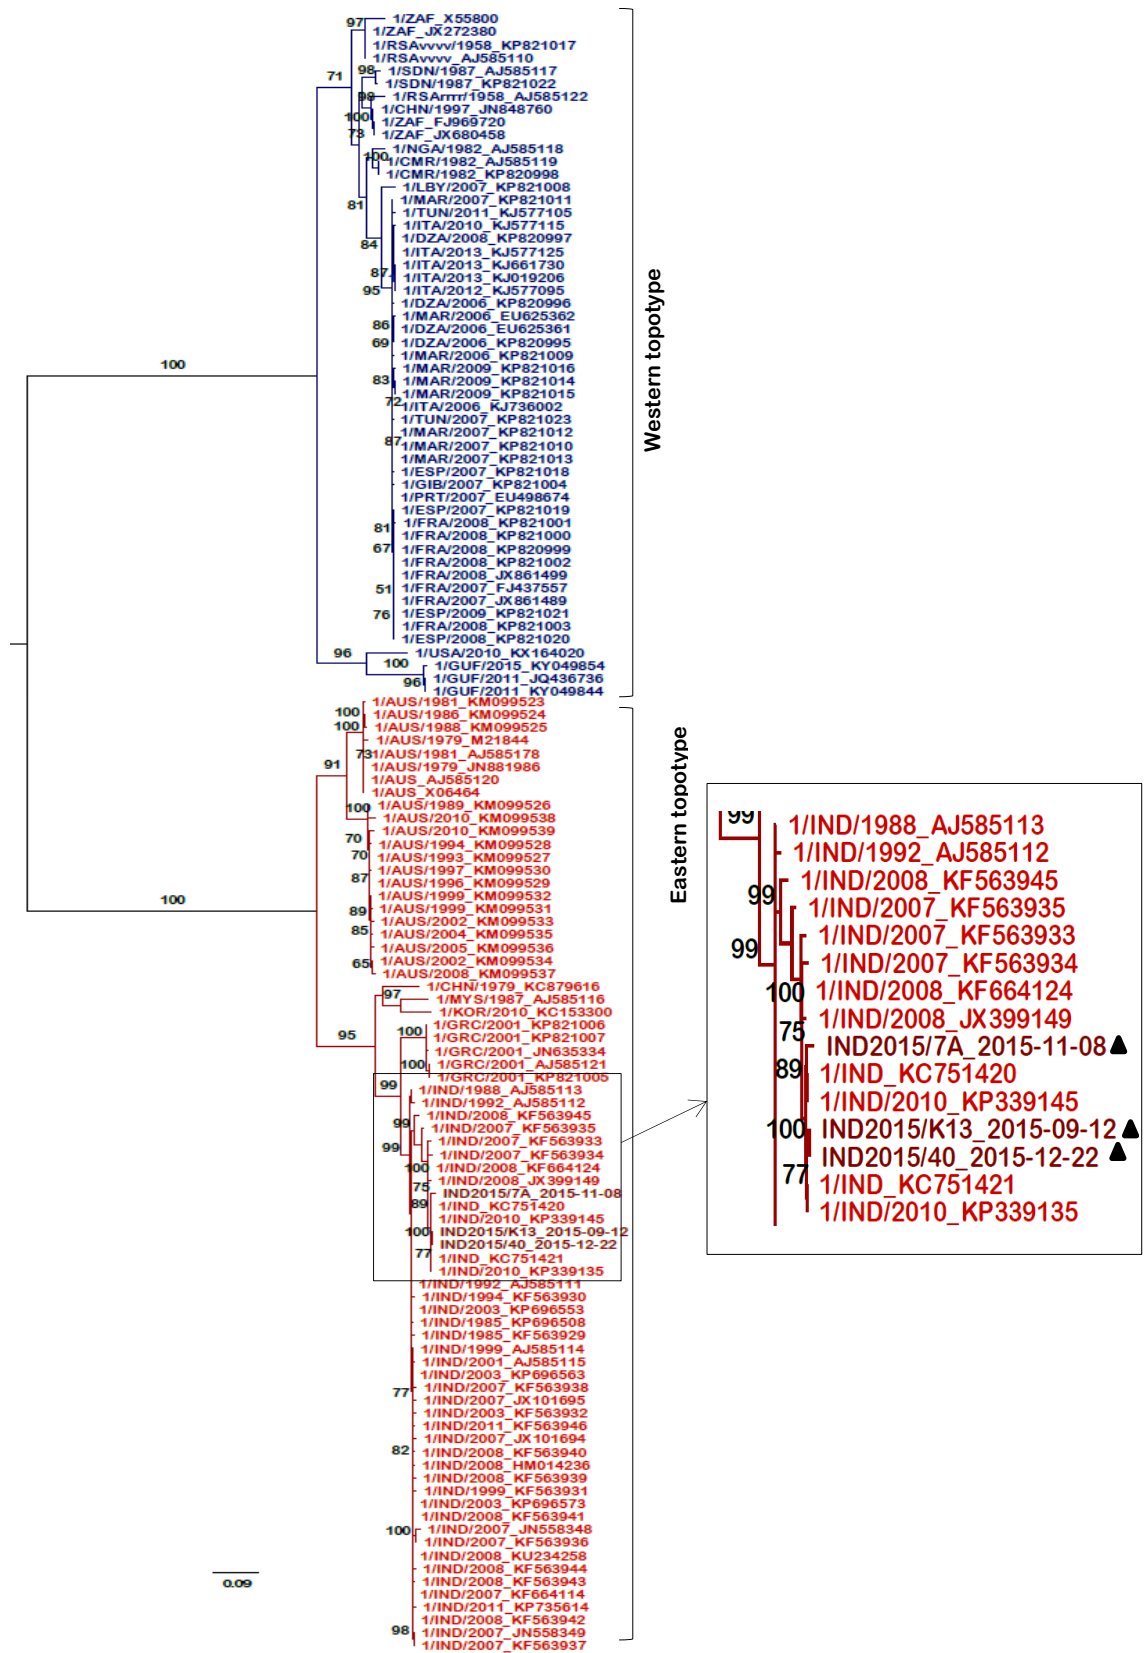 97
1/ZAF_X55800
1/ZAF_JX272380
1/RSAvvvv/1958_KP821017
1/RSAvvvv_AJ585110
71
98
1/SDN/1987_AJ585117
1/SDN/1987_KP821022
98
1/RSArrrr/1958_AJ585122
1/CHN/1997_JN848760
100
1/ZAF_FJ969720
73
1/ZAF_JX680458
1/NGA/1982_AJ585118
100
1/CMR/1982_AJ585119
1/CMR/1982_KP820998
1/LBY/2007_KP821008
81
1/MAR/2007_KP821011
1/TUN/2011_KJ577105
1/ITA/2010_KJ577115
84
1/DZA/2008_KP820997
1/ITA/2013_KJ577125
87
1/ITA/2013_KJ661730
1/ITA/2013_KJ019206
95
1/ITA/2012_KJ577095
1/DZA/2006_KP820996
1/MAR/2006_EU625362
86
1/DZA/2006_EU625361
69
1/DZA/2006_KP820995
1/MAR/2006_KP821009
100
1/MAR/2009_KP821016
83
1/MAR/2009_KP821014
1/MAR/2009_KP821015
72
1/ITA/2006_KJ736002
1/TUN/2007_KP821023
1/MAR/2007_KP821012
87
1/MAR/2007_KP821010
1/MAR/2007_KP821013
1/ESP/2007_KP821018
1/GIB/2007_KP821004
1/PRT/2007_EU498674
1/ESP/2007_KP821019
81
1/FRA/2008_KP821001
1/FRA/2008_KP821000
67
1/FRA/2008_KP820999
1/FRA/2008_KP821002
1/FRA/2008_JX861499
51
1/FRA/2007_FJ437557
1/FRA/2007_JX861489
76
1/ESP/2009_KP821021
1/FRA/2008_KP821003
1/ESP/2008_KP821020
96
1/USA/2010_KX164020
100
1/GUF/2015_KY049854
96
1/GUF/2011_JQ436736
1/GUF/2011_KY049844
Western topotype
1/AUS/1981_KM099523
100
1/AUS/1986_KM099524
100
1/AUS/1988_KM099525
1/AUS/1979_M21844
73
1/AUS/1981_AJ585178
91
1/AUS/1979_JN881986
1/AUS_AJ585120
1/AUS_X06464
100
1/AUS/1989_KM099526
1/AUS/2010_KM099538
1/AUS/2010_KM099539
70
1/AUS/1994_KM099528
70
1/AUS/1993_KM099527
1/AUS/1997_KM099530
87
1/AUS/1996_KM099529
1/AUS/1999_KM099532
100
89
1/AUS/1999_KM099531
1/AUS/2002_KM099533
85
1/AUS/2004_KM099535
1/AUS/2005_KM099536
65
1/AUS/2002_KM099534
1/AUS/2008_KM099537
1/CHN/1979_KC879616
97
1/MYS/1987_AJ585116
1/KOR/2010_KC153300
1/GRC/2001_KP821006
95
100
1/GRC/2001_KP821007
1/GRC/2001_JN635334
100
1/GRC/2001_AJ585121
1/GRC/2001_KP821005
99
1/IND/1988_AJ585113
1/IND/1992_AJ585112
1/IND/2008_KF563945
99
1/IND/2007_KF563935
1/IND/2007_KF563933
99
1/IND/2007_KF563934
100
1/IND/2008_KF664124
1/IND/2008_JX399149
75
IND2015/7A_2015-11-08
89
1/IND_KC751420
1/IND/2010_KP339145
100
IND2015/K13_2015-09-12
IND2015/40_2015-12-22
77
1/IND_KC751421
1/IND/2010_KP339135
1/IND/1992_AJ585111
1/IND/1994_KF563930
1/IND/2003_KP696553
1/IND/1985_KP696508
1/IND/1985_KF563929
1/IND/1999_AJ585114
1/IND/2001_AJ585115
1/IND/2003_KP696563
77
1/IND/2007_KF563938
1/IND/2007_JX101695
1/IND/2003_KF563932
1/IND/2011_KF563946
1/IND/2007_JX101694
82
1/IND/2008_KF563940
1/IND/2008_HM014236
1/IND/2008_KF563939
1/IND/1999_KF563931
1/IND/2003_KP696573
1/IND/2008_KF563941
100
1/IND/2007_JN558348
1/IND/2007_KF563936
1/IND/2008_KU234258
1/IND/2008_KF563944
1/IND/2008_KF563943
1/IND/2007_KF664114
1/IND/2011_KP735614
1/IND/2008_KF563942
98
1/IND/2007_JN558349
1/IND/2007_KF563937
0.09
Eastern topotype
99
1/IND/1988_AJ585113
1/IND/1992_AJ585112
1/IND/2008_KF563945
99
1/IND/2007_KF563935
1/IND/2007_KF563933
99
1/IND/2007_KF563934
100
1/IND/2008_KF664124
1/IND/2008_JX399149
75
IND2015/7A_2015-11-08
89
1/IND_KC751420
1/IND/2010_KP339145
100
IND2015/K13_2015-09-12
IND2015/40_2015-12-22
77
1/IND_KC751421
1/IND/2010_KP339135